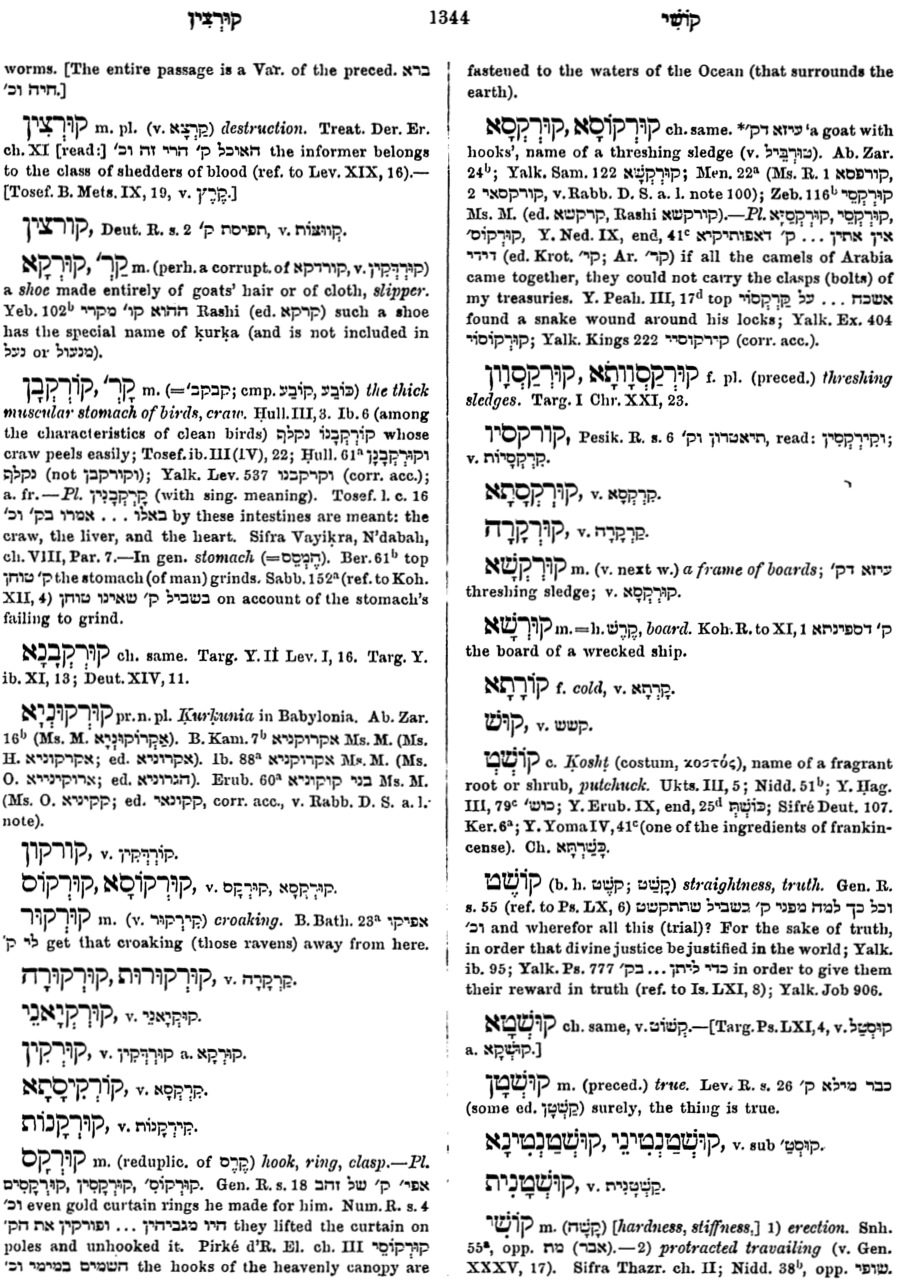 קוּרְצִין 1344 קוֹשִׁי
worms. [The entire passage is a Var. of the preced. ברא
חיה וכ׳.]
קוּרְצִין m. pl. (v. קַרְצָא) destruction. Treat. Der. Er.
ch. XI [read:] האוכל ק׳ הרי זה וכ׳ the informer belongs
to the class of shedders of blood (ref. to Lev. XIX, 16).—
[Tosef. B. Mets. IX, 19, v. קֶרֶץ.]
קורצין, Deut. R. s. 2 תפיסת ק׳, v. קְוּוּצוֹת.
קוּרְקָא, קַרְ׳ m. (perh. a corrupt. of קורדקא, v. קוּרְדְּקִין)
a shoe made entirely of goats' hair or of cloth, slipper.
Yeb. 102b ההוא קו׳ מקרי Rashi (ed. קרקא) such a shoe
has the special name of ḳurḳa (and is not included in
נעל or מנעול).
קוֹרְקְבָן, קָרְ׳ m. (=קבקב׳; cmp. כּוֹבַע, קוֹבַע) the thick
muscular stomach of birds, craw. Ḥull. III, 3. Ib. 6 (among
the characteristics of clean birds) קוֹרְקְבָנוֹ נקלף whose
craw peels easily; Tosef. ib. III (IV), 22; Ḥull. 61a וקוּרְקְבָנָן
נקלף (not וקורקבן); Yalk. Lev. 537 וקרקבנו (corr. acc.);
a. fr.—Pl. קָרְקְבָנִין (with sing. meaning). Tosef. l. c. 16
באלו ... אמרו בק׳ וכ׳ by these intestines are meant: the
craw, the liver, and the heart. Sifra Vayiḳra, N'dabah,
ch. VIII, Par. 7.—In gen. stomach (=הֶמְסֵס). Ber. 61b top
ק׳ טוחן the stomach (of man) grinds. Sabb. 152a (ref. to Koh.
XII, 4) בשביל ק׳ שאינו טוחן on account of the stomach's
failing to grind.
קוּרְקְבָנָא ch. same. Targ. Y. II Lev. I, 16. Targ. Y.
ib. XI, 13; Deut. XIV, 11.
קוּרְקוּנְיָא pr. n. pl. Ḳurḳunia in Babylonia. Ab. Zar.
16b (Ms. M. אַקְרוֹקוּנְיָא). B. Kam. 7b אקרוקניא Ms. M. (Ms.
H. אקרקוניא; ed. אקרוניא). Ib. 88a אקרוקניא Ms. M. (Ms.
O. ארוקינייא; ed. הגרוניא). Erub. 60a בני קוקניא Ms. M.
(Ms. O. קקיניא; ed. קקונאי, corr. acc., v. Rabb. D. S. a. l.
note).
קורקון, v. קוֹרְדְּקִין.
קוּרְקוֹסָא, קוּרְקוֹס, v. קוּרְקְסָא, קוּרְקָס.
קוּרְקוּר m. (v. קִירְקוּר) croaking. B. Bath. 23a אפיקו
לי ק׳ get that croaking (those ravens) away from here.
קוּרְקוּרוּת, קוּרְקוּרָה, v. קַרְקָרָה.
קוּרְקְיָאנֵי, v. קוּקְיָאנֵי.
קוּרְקִין, v. קוּרְדְּקִין a. קוּרְקָא.
קוֹרְקִיסָתָא, v. קִרְקְסָא.
קוּרְקָנוֹת, v. קִירְקָנוֹת.
קוּרְקָס m. (reduplic. of קֶרֶס) hook, ring, clasp.—Pl.
קוּרְקָסִים, קוּרְקָסִין, קוּרְקוֹס׳. Gen. R. s. 18 אפי׳ ק׳ של זהב
וכ׳ even gold curtain rings he made for him. Num. R. s. 4
היו מגביהין ... ופורקין את הק׳ they lifted the curtain on
poles and unhooked it. Pirké d'R. El. ch. III קוּרְקוֹסֵי
השמים במימי וכ׳ the hooks of the heavenly canopy are
fastened to the waters of the Ocean (that surrounds the
earth).
קוּרְקוֹסָא, קוּרְקְסָא ch. same. *עיזא דק׳ 'a goat with
hooks', name of a threshing sledge (v. טוּרְבֵּיל). Ab. Zar.
24b; Yalk. Sam. 122 קוּרְקְשָׁא; Men. 22a (Ms. R. 1 קורפסא,
2 קורקסאי, v. Rabb. D. S. a. l. note 100); Zeb. 116b קוּרְקְסֵי
Ms. M. (ed. קרקשא, Rashi קורקשא).—Pl. קוּרְקְסַיָּא, קוּרְקְסֵי,
קוּרְקוֹס׳, Y. Ned. IX, end, 41c אין אתין ... ק׳ דאפותיקיא
דידי (ed. Krot. קי׳; Ar. קר׳) if all the camels of Arabia
came together, they could not carry the clasps (bolts) of
my treasuries. Y. Peah. III, 17d top אשכח ... על קַרְקְסוֹי
found a snake wound around his locks; Yalk. Ex. 404
קוּרְקוֹסוֹי; Yalk. Kings 222 קירקוסיי (corr. acc.).
קוּרְקַסְוָותָא, קוּרְקַסְוָון f. pl. (preced.) threshing
sledges. Targ. I Chr. XXI, 23.
קורקסיו, Pesik. R. s. 6 תיאטרון וק׳, read: וקִירְקְסִין;
v. קִרְקְסָיוֹת.
קוּרְקְסָתָא, v. קִרְקְסָא.
קוּרְקָרָה, v. קַרְקָרָה.
קוּרְקְשָׁא m. (v. next w.) a frame of boards; עיזא דק׳
threshing sledge; v. קוּרְקְסָא.
קוּרְשָׁא m.=h. קֶרֶשׁ, board. Koh. R. to XI, 1 ק׳ דספינתא
the board of a wrecked ship.
קוֹרָתָא f. cold, v. קָרְתָא.
קוּשׁ, v. קשש.
קוֹשְׁטְ c. Ḳosht (costum, κοστός), name of a fragrant
root or shrub, putchuck. Ukts. III, 5; Nidd. 51b; Y. Ḥag.
III, 79c כוש׳; Y. Erub. IX, end, 25d כּוֹשְׁתְּ; Sifré Deut. 107.
Ker. 6a; Y. Yoma IV, 41c (one of the ingredients of frankin-
cense). Ch. כָּשַׁרְתָּא.
קוֹשֶׁט (b. h. קֹשֶׁט; קָשַׁט) straightness, truth. Gen. R.
s. 55 (ref. to Ps. LX, 6) וכל כך למה מפני ק׳ בשביל שתתקשט
וכ׳ and wherefor all this (trial)? For the sake of truth,
in order that divine justice be justified in the world; Yalk.
ib. 95; Yalk. Ps. 777 כדי ליתן ... בק׳ in order to give them
their reward in truth (ref. to Is. LXI, 8); Yalk. Job 906.
קוּשְׁטָא ch. same, v. קְשׁוֹט.—[Targ. Ps. LXI, 4, v. קוּסְטַל
a. קוּשְׁקָא.]
קוּשְׁטָן m. (preced.) true. Lev. R. s. 26 כבר מילא ק׳
(some ed. קֻשְׁטָן) surely, the thing is true.
קוּשְׁטַנְטִינֵי, קוּשְׁטַנְטִינָא, v. sub קוּסְטַ׳.
קוּשְׁטָנִית, v. קַשְׁטָנִית.
קוֹשִׁי m. (קָשָׁה) [hardness, stiffness,] 1) erection. Snh.
55a, opp. מת (אבר).—2) protracted travailing (v. Gen.
XXXV, 17). Sifra Thazr. ch. II; Nidd. 38b, opp. שופי.